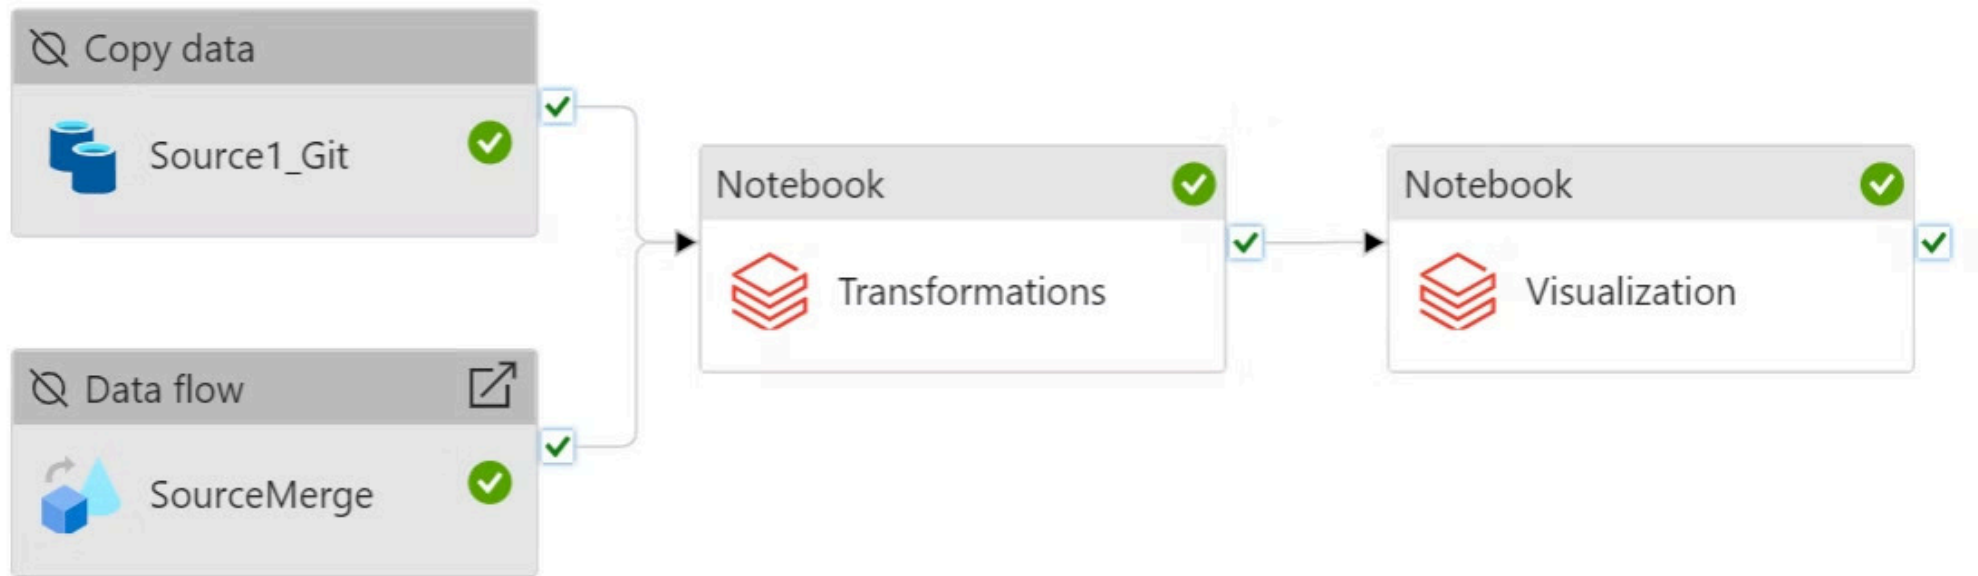 Copy data
Source1_Git
Data flow
SourceMerge
Notebook
Transformations
Notebook
Visualization